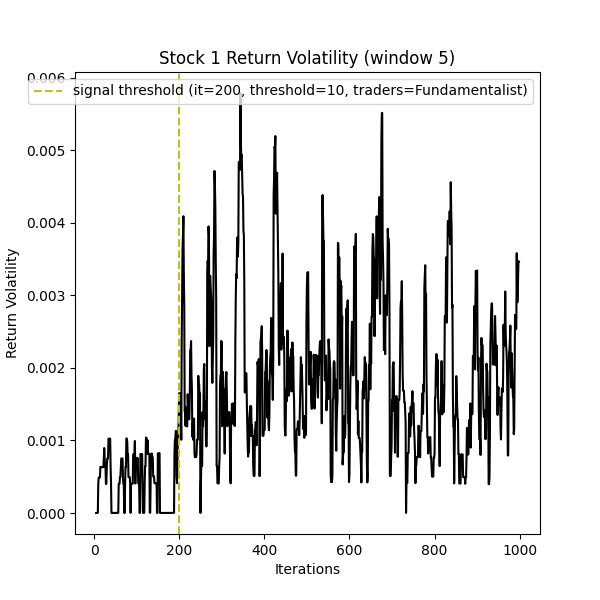 Stock 1 Return Volatility (window 5)
signal threshold (it=200, threshold=10, traders=Fundamentalist)
0.006
0.005
0.004
0.003
0.002
0.001
0.000
Return Volatility
0 200 400 600 800 1000
Iterations